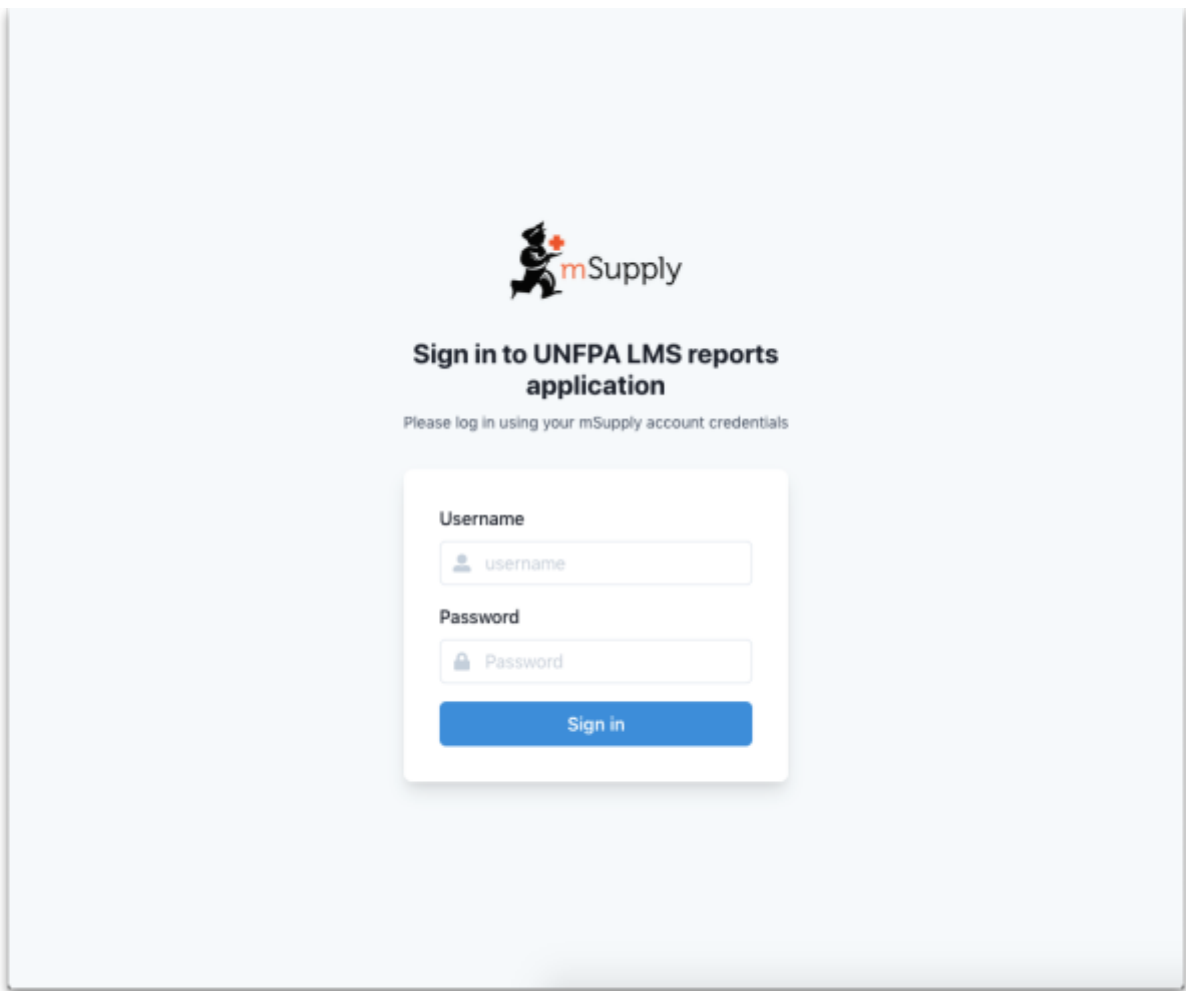 mSupply
Sign in to UNFPA LMS reports
application
Please log in using your mSupply account credentials
Username
username
Password
Password
Sign in